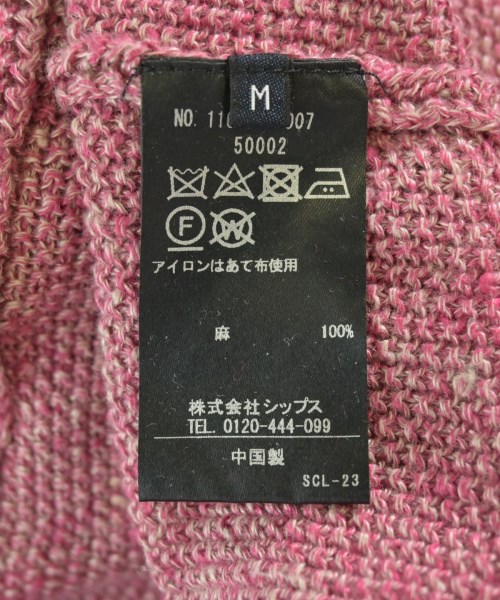 M
NO. 110 007
50002
F W
アイロンはあて布使用
麻 100%
株式会社シップス
TEL. 0120-444-099
中国製
SCL-23